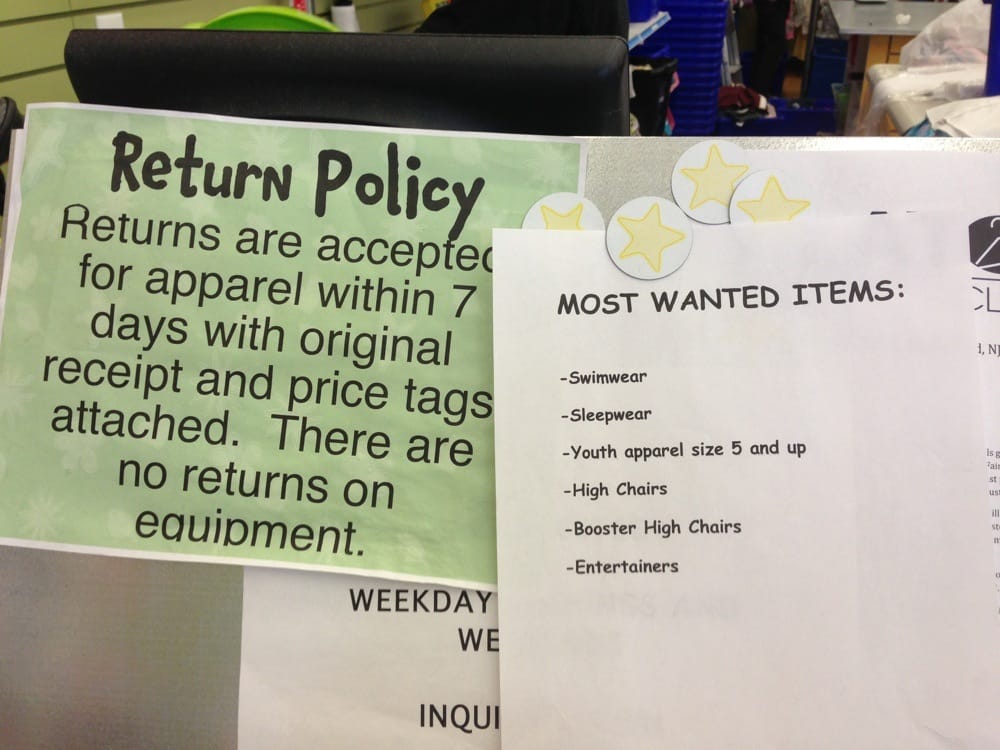 Return Policy
Returns are accepted
for apparel within 7
days with original
receipt and price tags
attached. There are
no returns on
equipment.
MOST WANTED ITEMS:
-Swimwear
-Sleepwear
-Youth apparel size 5 and up
-High Chairs
-Booster High Chairs
-Entertainers
WEEKDAY
WE
INQUI